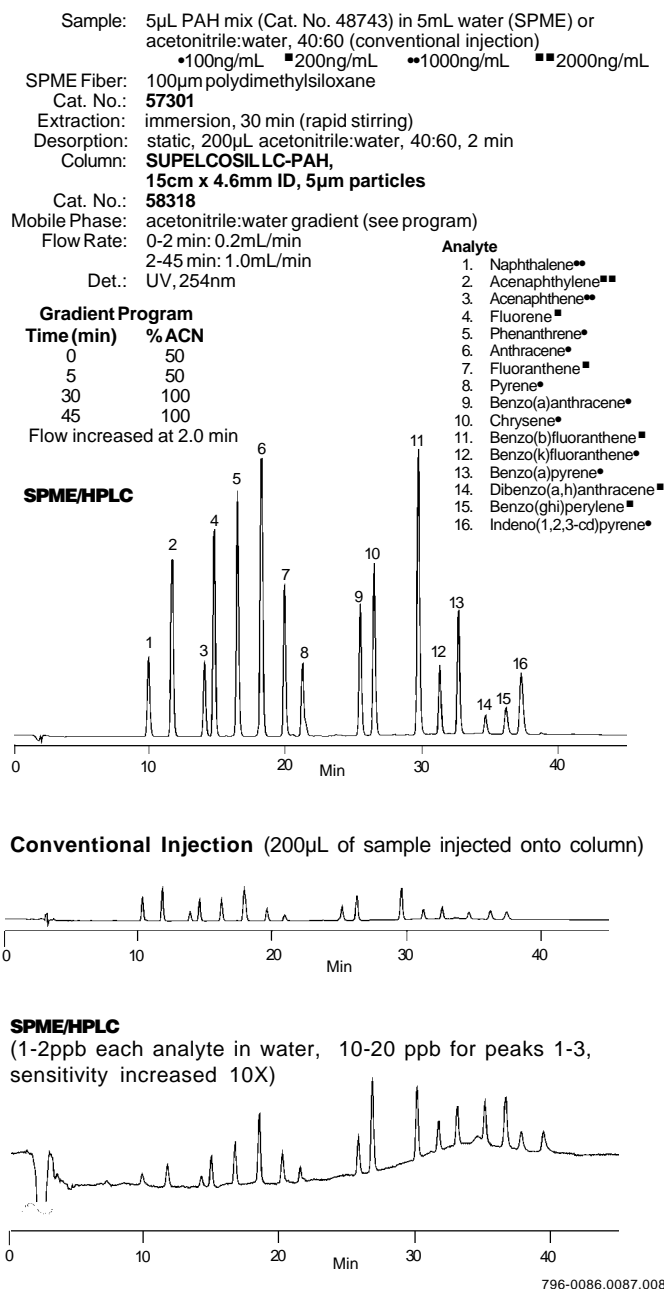 Sample: 5µL PAH mix (Cat. No. 48743) in 5mL water (SPME) or
acetonitrile:water, 40:60 (conventional injection)
•100ng/mL ■200ng/mL ••1000ng/mL ■■2000ng/mL
SPME Fiber: 100µm polydimethylsiloxane
Cat. No.: 57301
Extraction: immersion, 30 min (rapid stirring)
Desorption: static, 200µL acetonitrile:water, 40:60, 2 min
Column: SUPELCOSIL LC-PAH,
15cm x 4.6mm ID, 5µm particles
Cat. No.: 58318
Mobile Phase: acetonitrile:water gradient (see program)
Flow Rate: 0-2 min: 0.2mL/min
2-45 min: 1.0mL/min
Det.: UV, 254nm
Gradient Program
Time (min) % ACN
0 50
5 50
30 100
45 100
Flow increased at 2.0 min
Analyte
1. Naphthalene••
2. Acenaphthylene■■
3. Acenaphthene••
4. Fluorene■
5. Phenanthrene•
6. Anthracene•
7. Fluoranthene■
8. Pyrene•
9. Benzo(a)anthracene•
10. Chrysene•
11. Benzo(b)fluoranthene■
12. Benzo(k)fluoranthene•
13. Benzo(a)pyrene•
14. Dibenzo(a,h)anthracene■
15. Benzo(ghi)perylene■
16. Indeno(1,2,3-cd)pyrene•
SPME/HPLC
1 2 3 4 5 6 7 8 9 10 11 12 13 14 15 16
0 10 20 30 40
Min
Conventional Injection (200µL of sample injected onto column)
0 10 20 30 40
Min
SPME/HPLC
(1-2ppb each analyte in water, 10-20 ppb for peaks 1-3,
sensitivity increased 10X)
0 10 20 30 40
Min
796-0086,0087,008